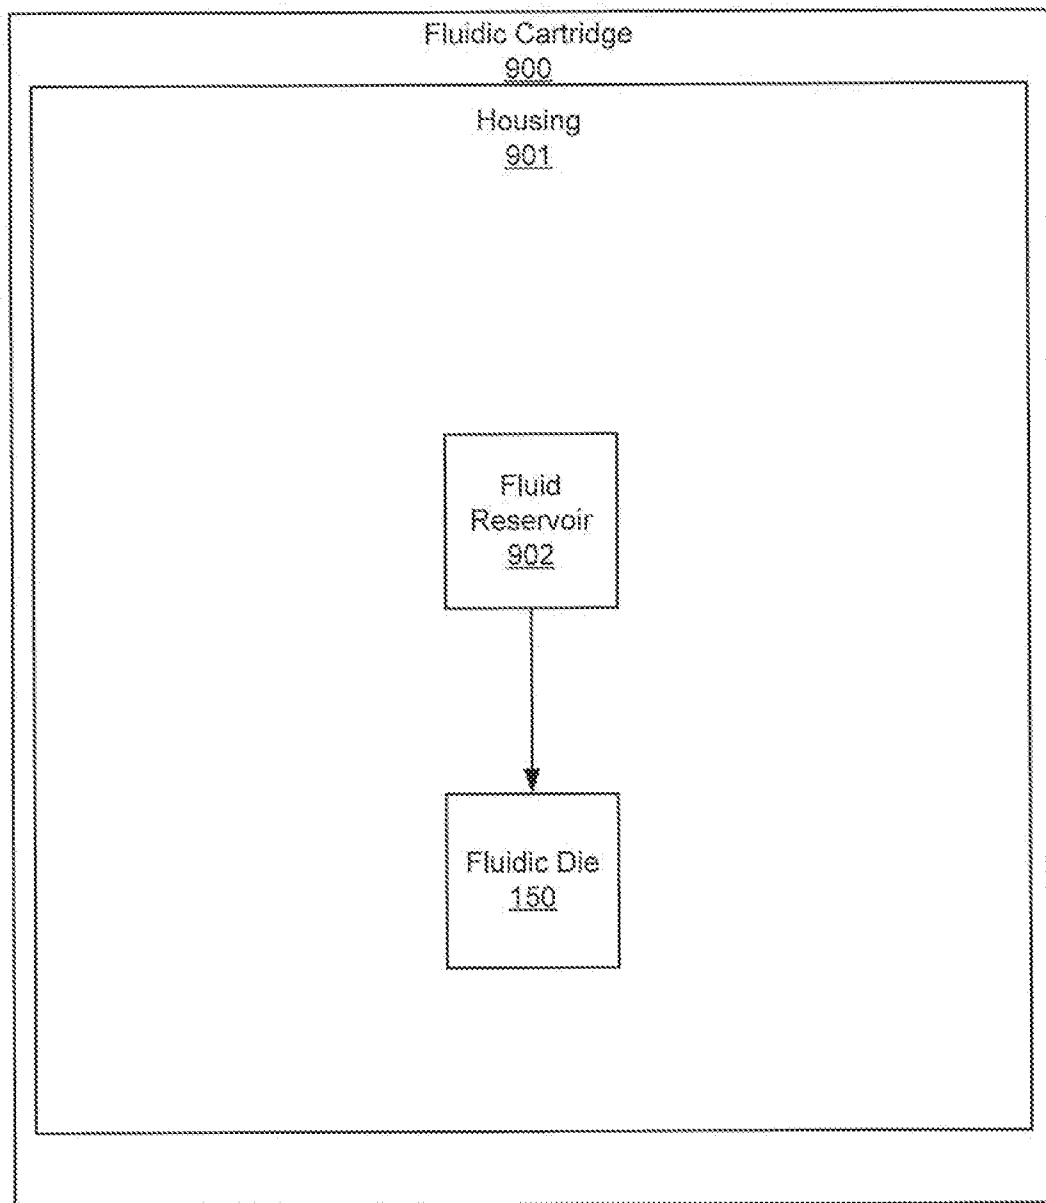 Fluidic Cartridge
900
Housing
901
Fluid
Reservoir
902
Fluidic Die
150